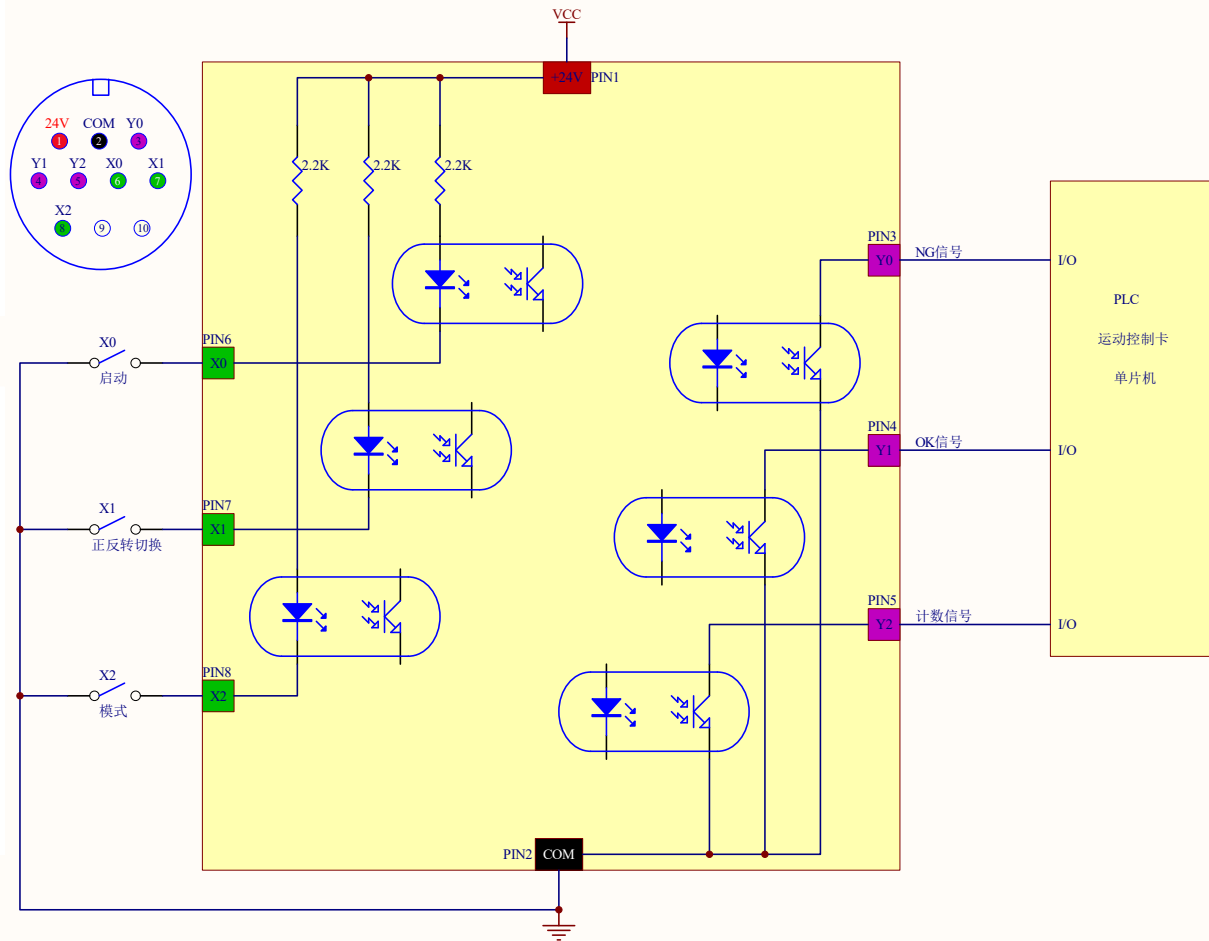 VCC
+24V PIN1
24V COM Y0
1 2 3
Y1 Y2 X0 X1
4 5 6 7
X2
8 9 10
2.2K 2.2K 2.2K
PIN3
Y0 NG信号 I/O
PLC
运动控制卡
单片机
X0 PIN6
X0
启动
PIN4
Y1 OK信号 I/O
X1 PIN7
X1
正反转切换
PIN5
Y2 计数信号 I/O
X2 PIN8
X2
模式
PIN2 COM